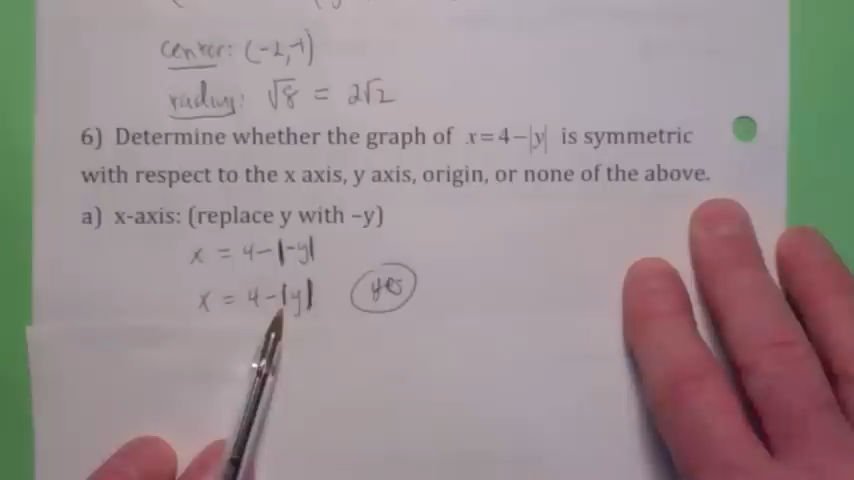 center: (-2,-1)
radius: √8 = 2√2
6) Determine whether the graph of x=4-|y| is symmetric
with respect to the x axis, y axis, origin, or none of the above.
a) x-axis: (replace y with –y)
x = 4-|-y|
x = 4-|y| yes